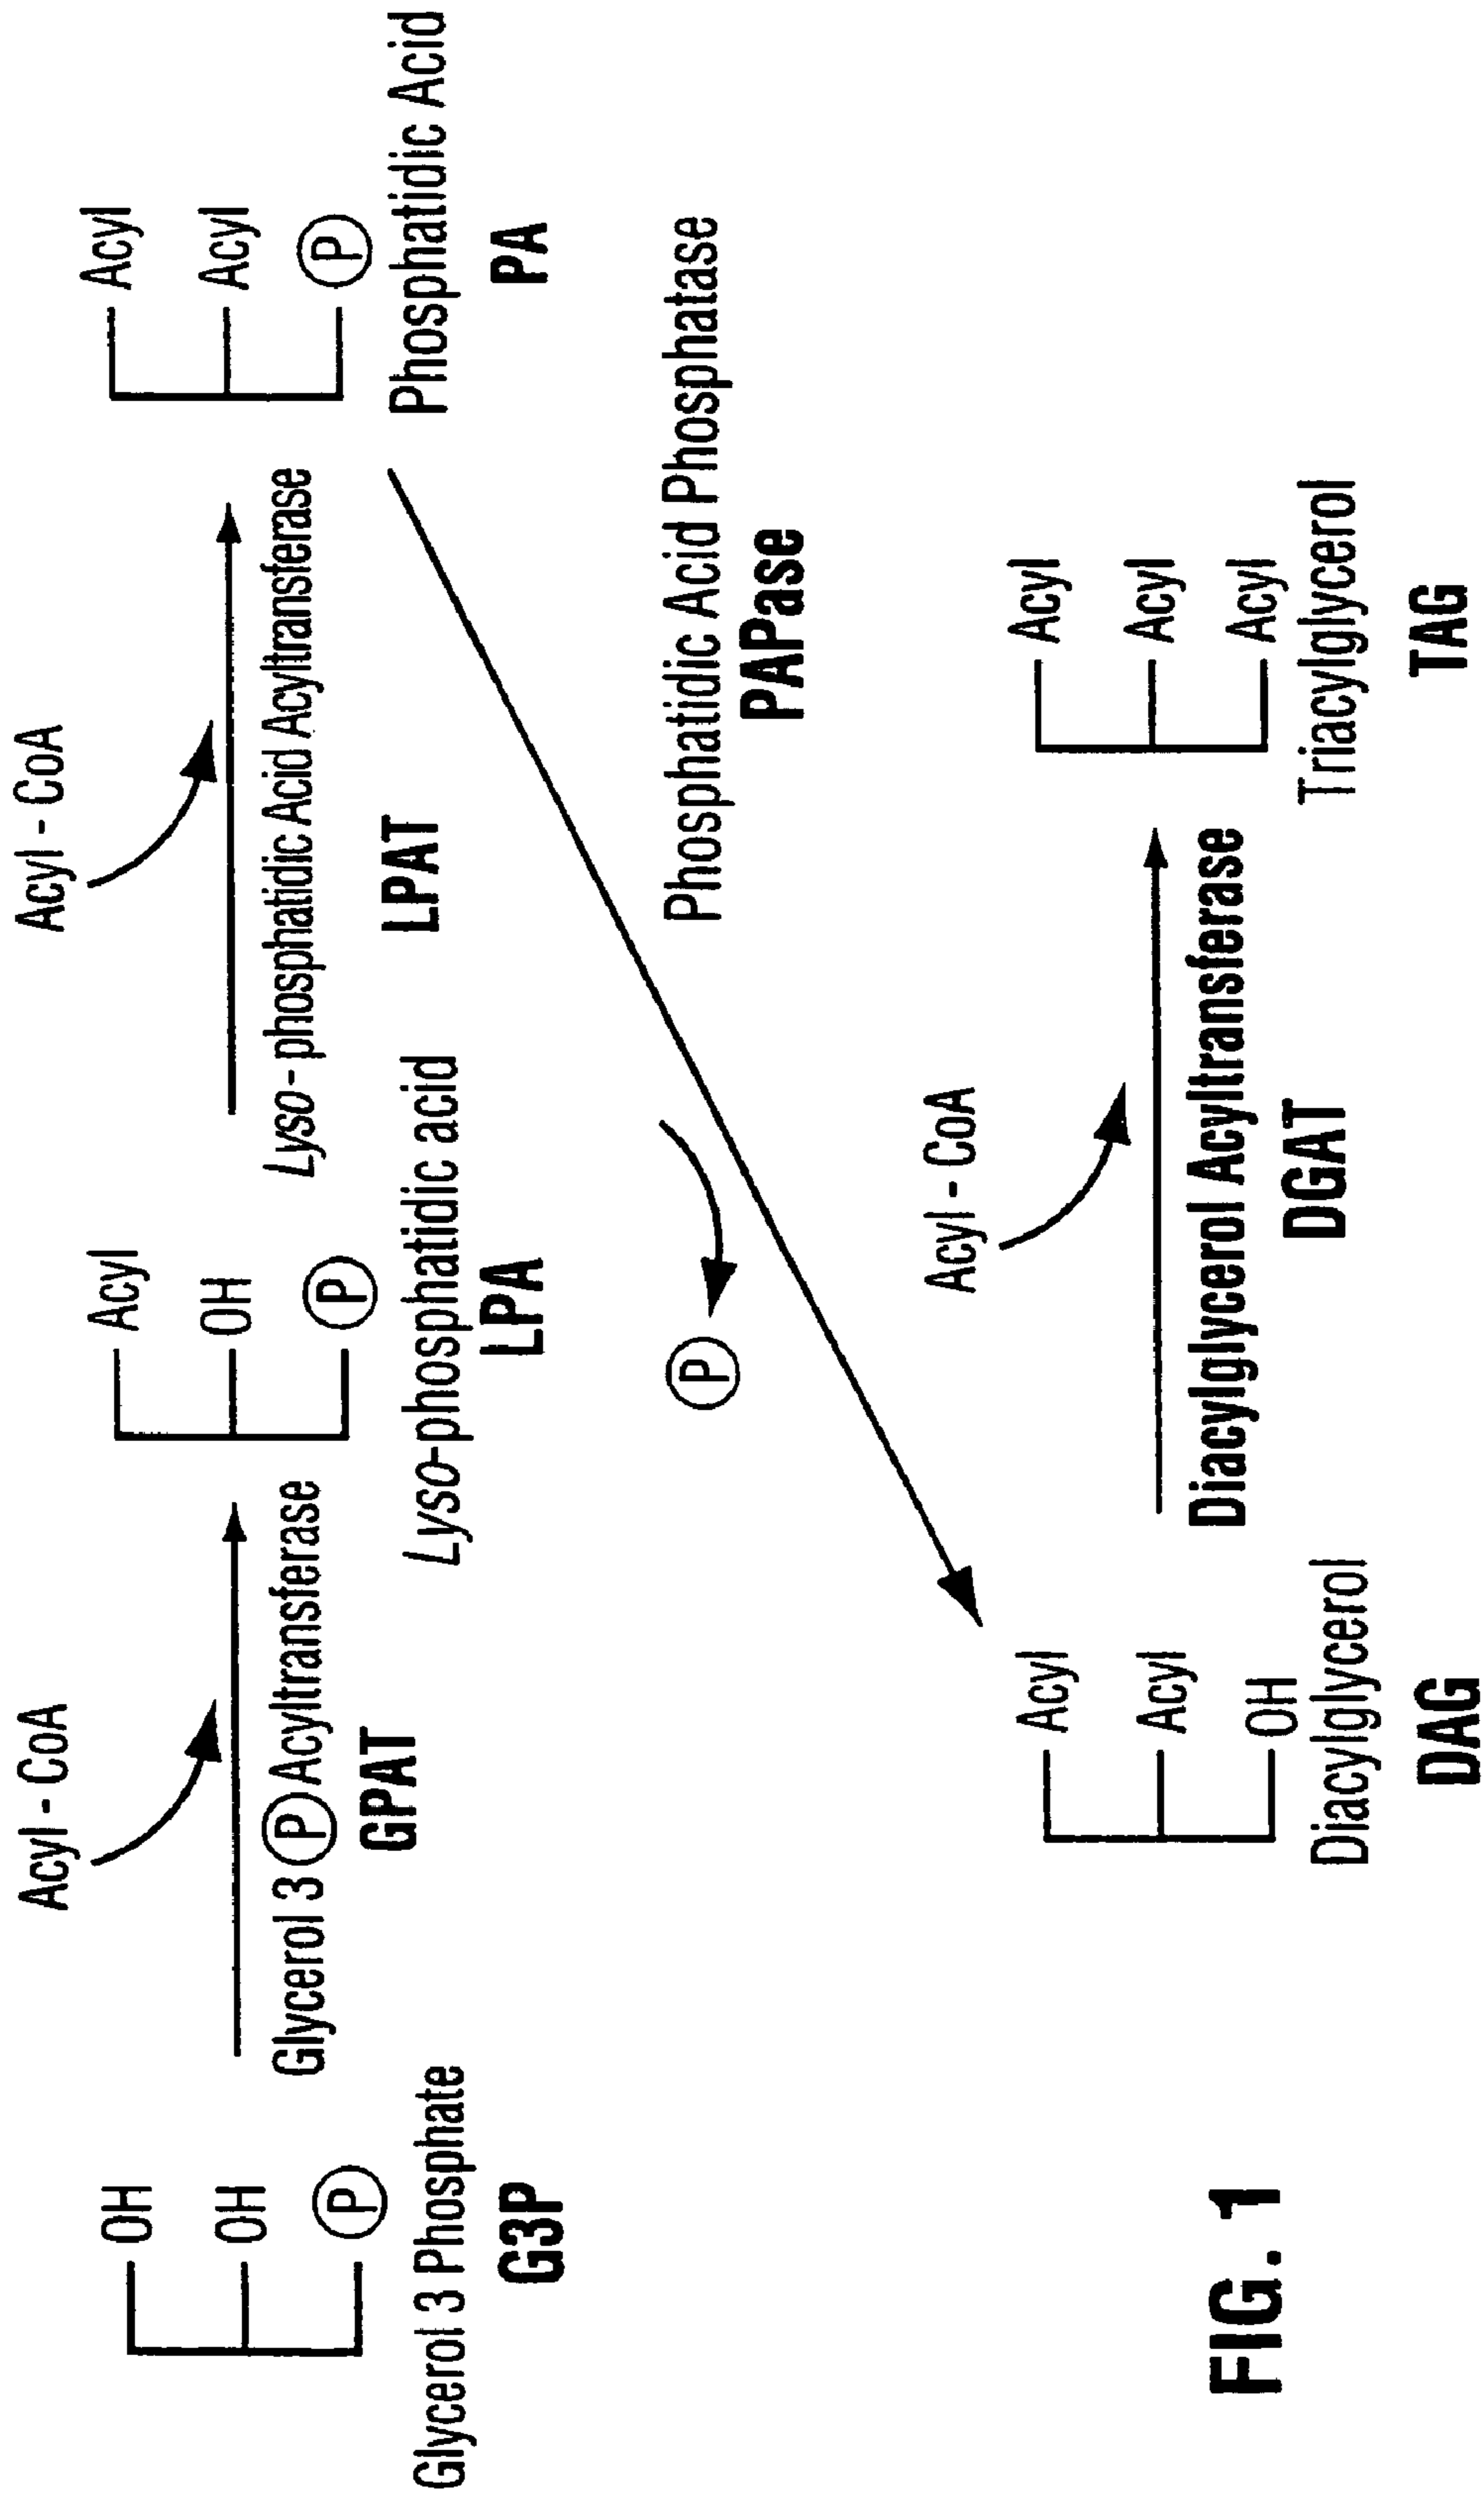 Acyl - CoA
Acyl - CoA
OH
OH
P
Glycerol 3 Phosphate
G3P
Glycerol 3 P Acyltransferase
GPAT
Acyl
OH
P
Lyso-phosphatidic acid
LPA
Lyso-phosphatidic Acid Acyltransferase
LPAT
Acyl
Acyl
P
Phosphatidic Acid
PA
P
Phosphatidic Acid Phosphatase
PAPase
Acyl
Acyl
OH
Diacylglycerol
DAG
Acyl - CoA
Diacylglycerol Acyltransferase
DGAT
Acyl
Acyl
Acyl
Triacylglycerol
TAG
FIG. 1